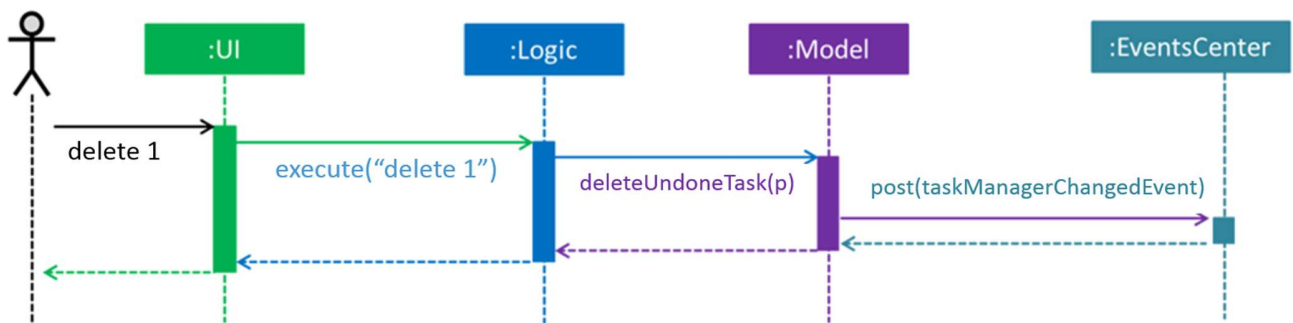 :UI
:Logic
:Model
:EventsCenter
delete 1
execute(“delete 1”)
deleteUndoneTask(p)
post(taskManagerChangedEvent)